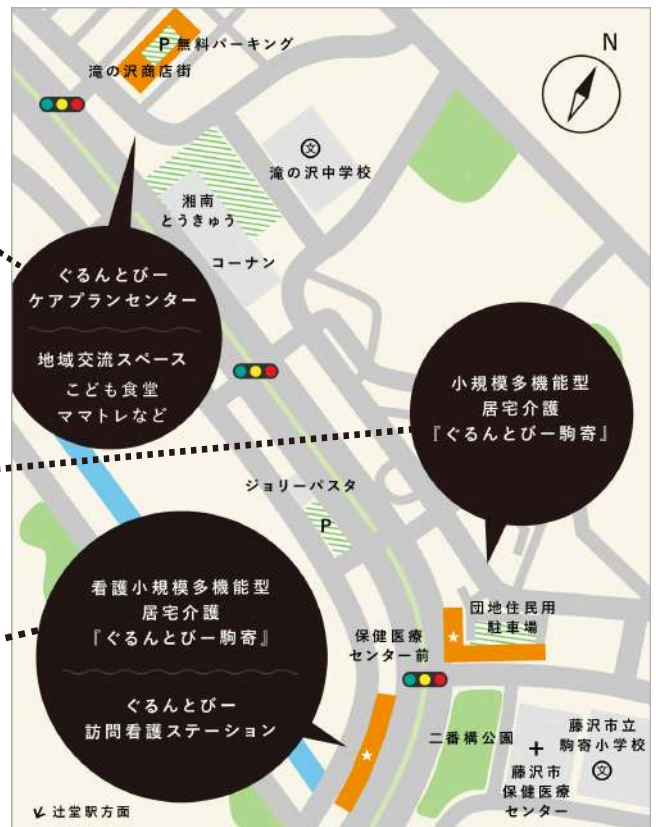 P 無料パーキング
滝の沢商店街
N
文
滝の沢中学校
湘南
とうきゅう
コーナン
ぐるんとびー
ケアプランセンター
地域交流スペース
こども食堂
ママトレなど
小規模多機能型
居宅介護
『ぐるんとびー駒寄』
ジョリーパスタ
P
看護小規模多機能型
居宅介護
『ぐるんとびー駒寄』
ぐるんとびー
訪問看護ステーション
団地住民用
駐車場
保健医療
センター前
二番構公園
藤沢市立
駒寄小学校
文
藤沢市
保健医療
センター
辻堂駅方面